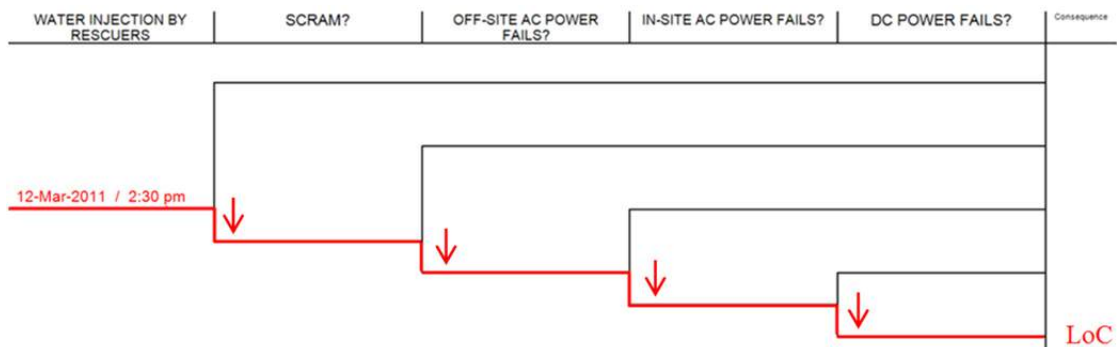 WATER INJECTION BY
RESCUERS
SCRAM?
OFF-SITE AC POWER
FAILS?
IN-SITE AC POWER FAILS?
DC POWER FAILS?
Consequence
12-Mar-2011 / 2:30 pm
LoC